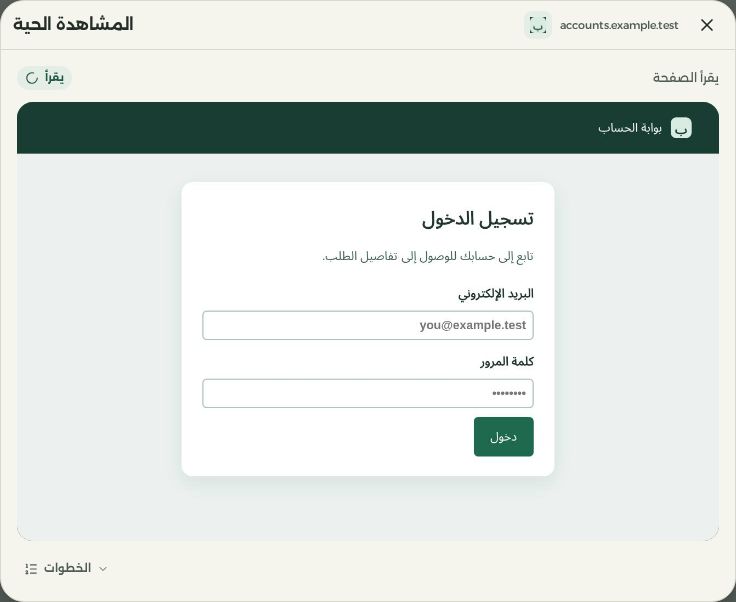 المشاهدة الحية
ب accounts.example.test
يقرأ الصفحة
يقرأ
ب بوابة الحساب
تسجيل الدخول
تابع إلى حسابك للوصول إلى تفاصيل الطلب.
البريد الإلكتروني
you@example.test
كلمة المرور
••••••••
دخول
الخطوات